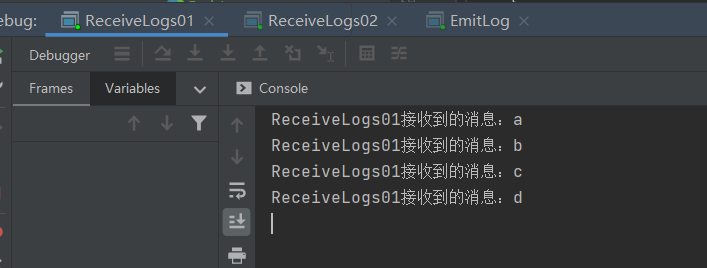 ebug:
ReceiveLogs01
ReceiveLogs02
EmitLog
Debugger
Frames
Variables
Console
ReceiveLogs01接收到的消息：a
ReceiveLogs01接收到的消息：b
ReceiveLogs01接收到的消息：c
ReceiveLogs01接收到的消息：d